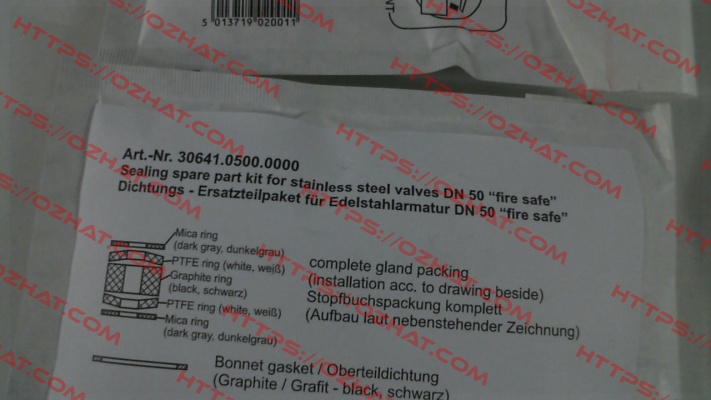 5 013719 020011
Art.-Nr. 30641.0500.0000
Sealing spare part kit for stainless steel valves DN 50 “fire safe”
Dichtungs - Ersatzteilpaket für Edelstahlarmatur DN 50 “fire safe”
Mica ring
(dark gray, dunkelgrau)
PTFE ring (white, weiß)
Graphite ring
(black, schwarz)
PTFE ring (white, weiß)
Mica ring
(dark gray, dunkelgrau)
complete gland packing
(installation acc. to drawing beside)
Stopfbuchspackung komplett
(Aufbau laut nebenstehender Zeichnung)
Bonnet gasket / Oberteildichtung
(Graphite / Grafit - black, schwarz)
HTTPS://OZHAT.COM